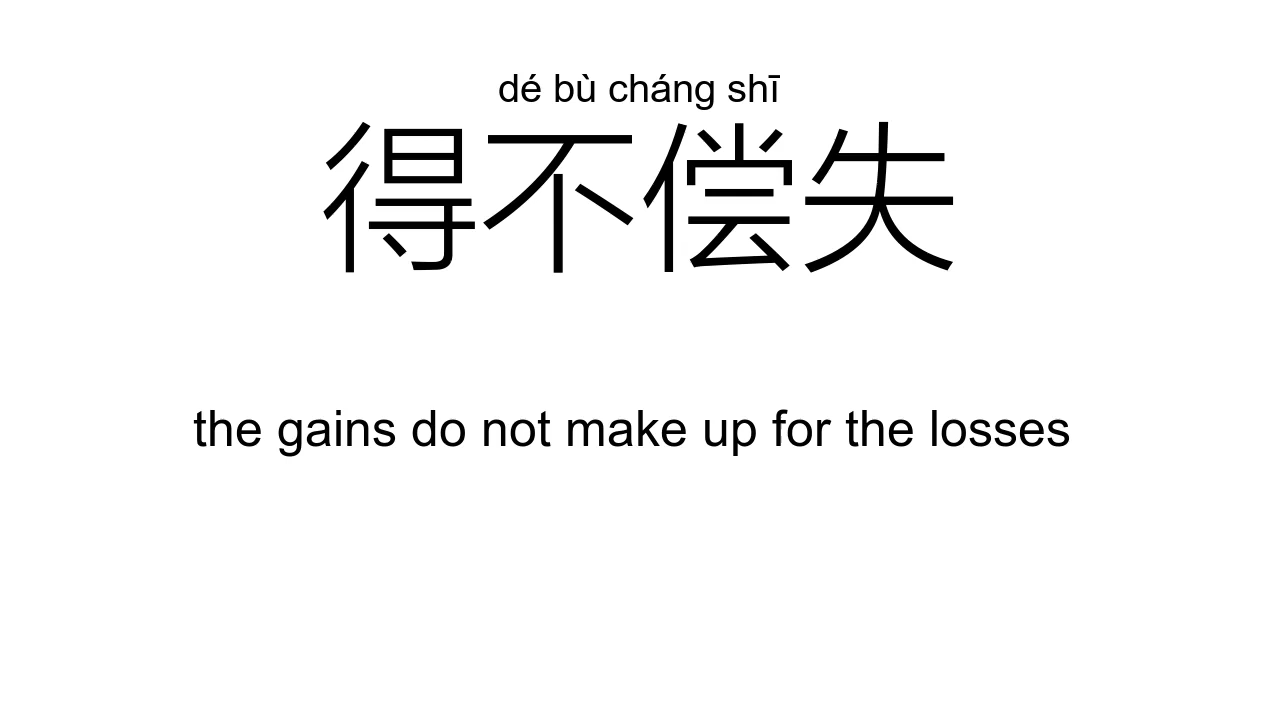 dé bù cháng shī
得不偿失
the gains do not make up for the losses